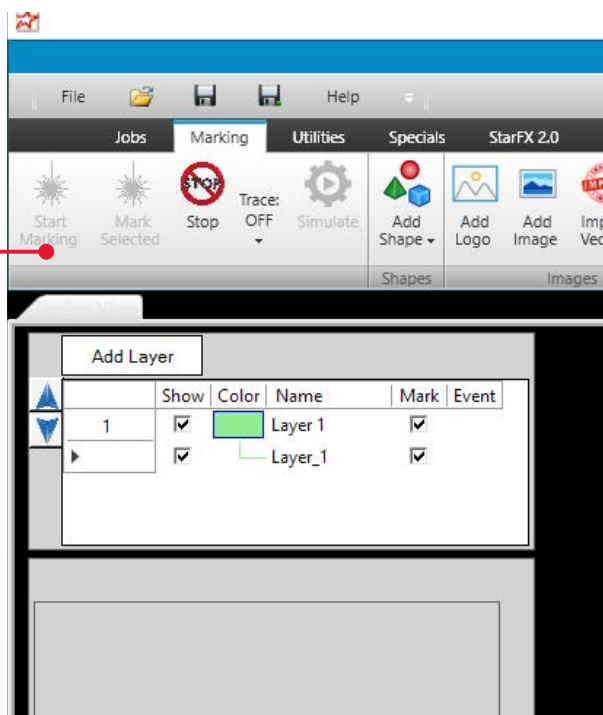 File Help
Jobs Marking Utilities Specials StarFX 2.0
STOP
Start Marking
Mark Selected
Stop
Trace: OFF
Simulate
Add Shape
Add Logo
Add Image
Shapes
Images
Add Layer
Show Color Name Mark Event
1 Layer 1
Layer_1